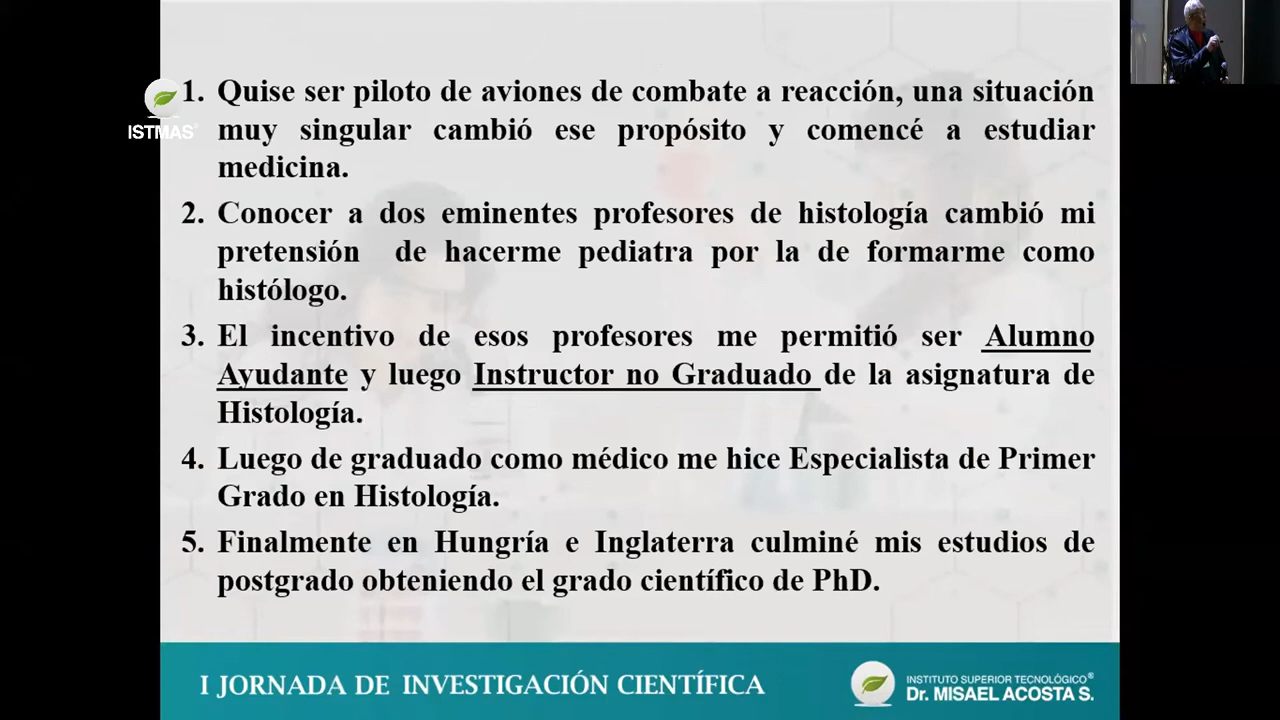 1. Quise ser piloto de aviones de combate a reacción, una situación
muy singular cambió ese propósito y comencé a estudiar
medicina.
2. Conocer a dos eminentes profesores de histología cambió mi
pretensión de hacerme pediatra por la de formarme como
histólogo.
3. El incentivo de esos profesores me permitió ser Alumno
Ayudante y luego Instructor no Graduado de la asignatura de
Histología.
4. Luego de graduado como médico me hice Especialista de Primer
Grado en Histología.
5. Finalmente en Hungría e Inglaterra culminé mis estudios de
postgrado obteniendo el grado científico de PhD.
ISTMAS®
I JORNADA DE INVESTIGACIÓN CIENTÍFICA
INSTITUTO SUPERIOR TECNOLÓGICO®
Dr. MISAEL ACOSTA S.